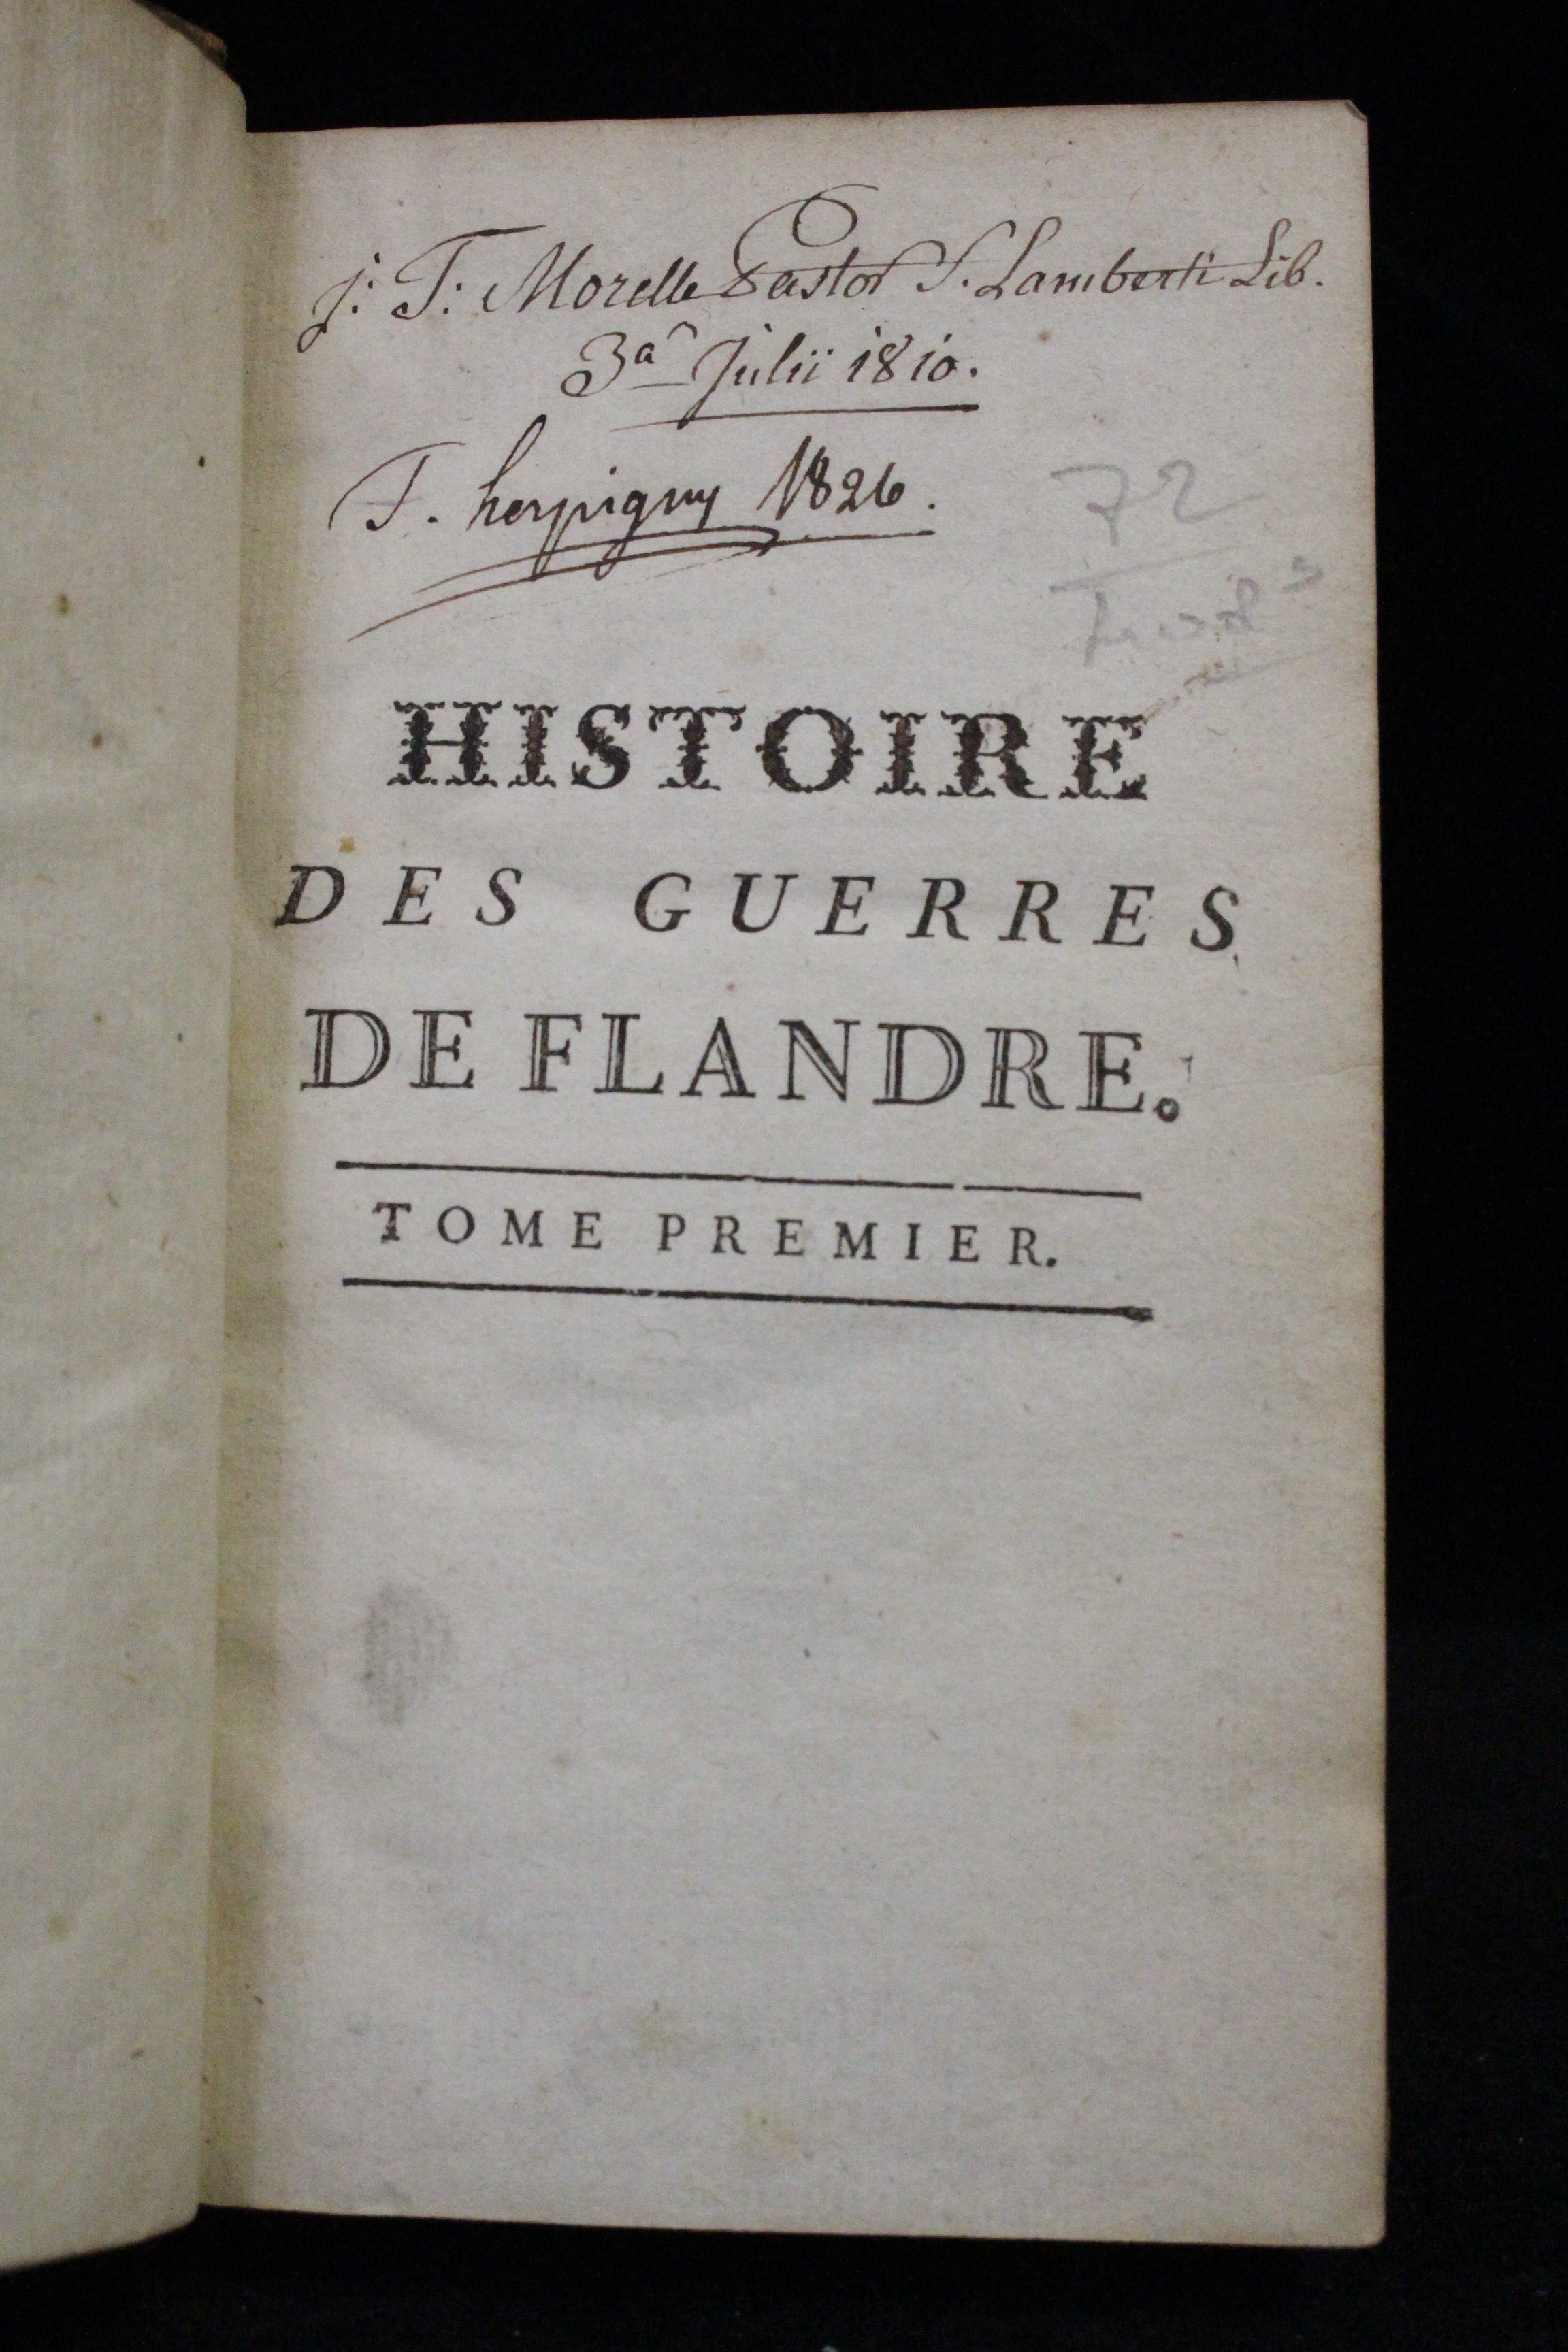 j: T: Morelle Pastor S. Lamberti Lib.
3a Julii 1810.
T. herpigny 1826.
72
HISTOIRE
DES GUERRES
DE FLANDRE.
TOME PREMIER.